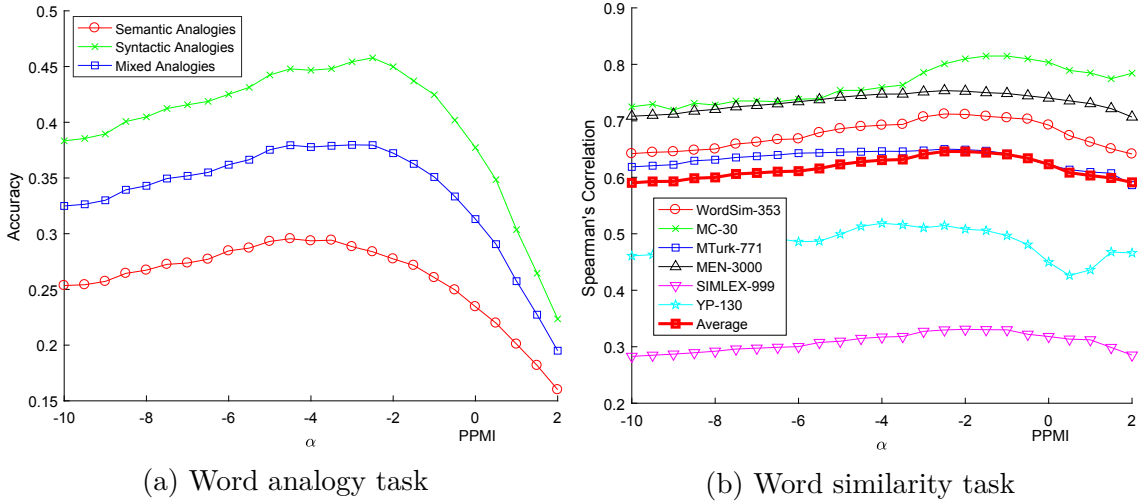 Accuracy
0.5
0.45
0.4
0.35
0.3
0.25
0.2
0.15
Semantic Analogies
Syntactic Analogies
Mixed Analogies
-10 -8 -6 -4 -2 0 2
PPMI
α
(a) Word analogy task
Spearman's Correlation
0.9
0.8
0.7
0.6
0.5
0.4
0.3
0.2
WordSim-353
MC-30
MTurk-771
MEN-3000
SIMLEX-999
YP-130
Average
-10 -8 -6 -4 -2 0 2
PPMI
α
(b) Word similarity task